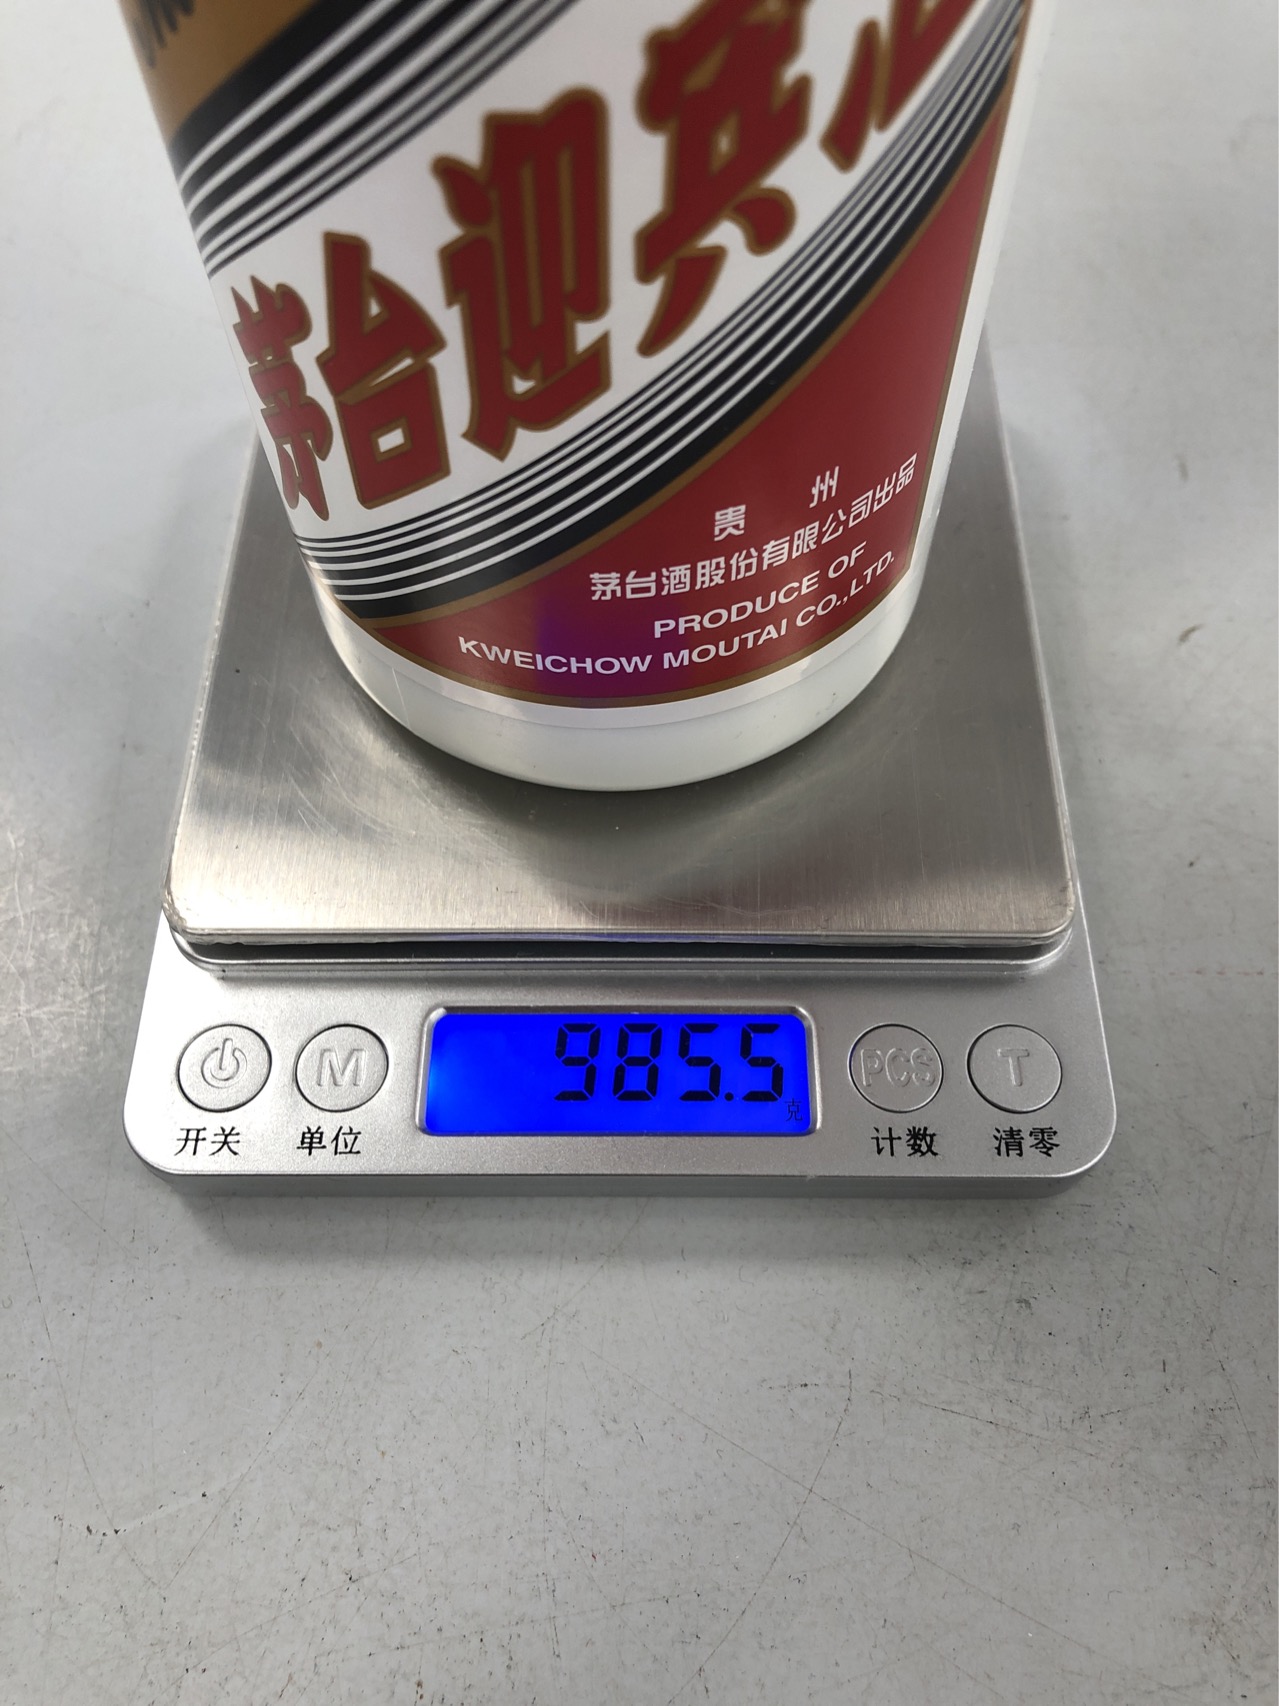 茅台迎宾酒
贵 州
茅台酒股份有限公司出品
PRODUCE OF
KWEICHOW MOUTAI CO.,LTD.
985.5
克
M
PCS
T
开关
单位
计数
清零